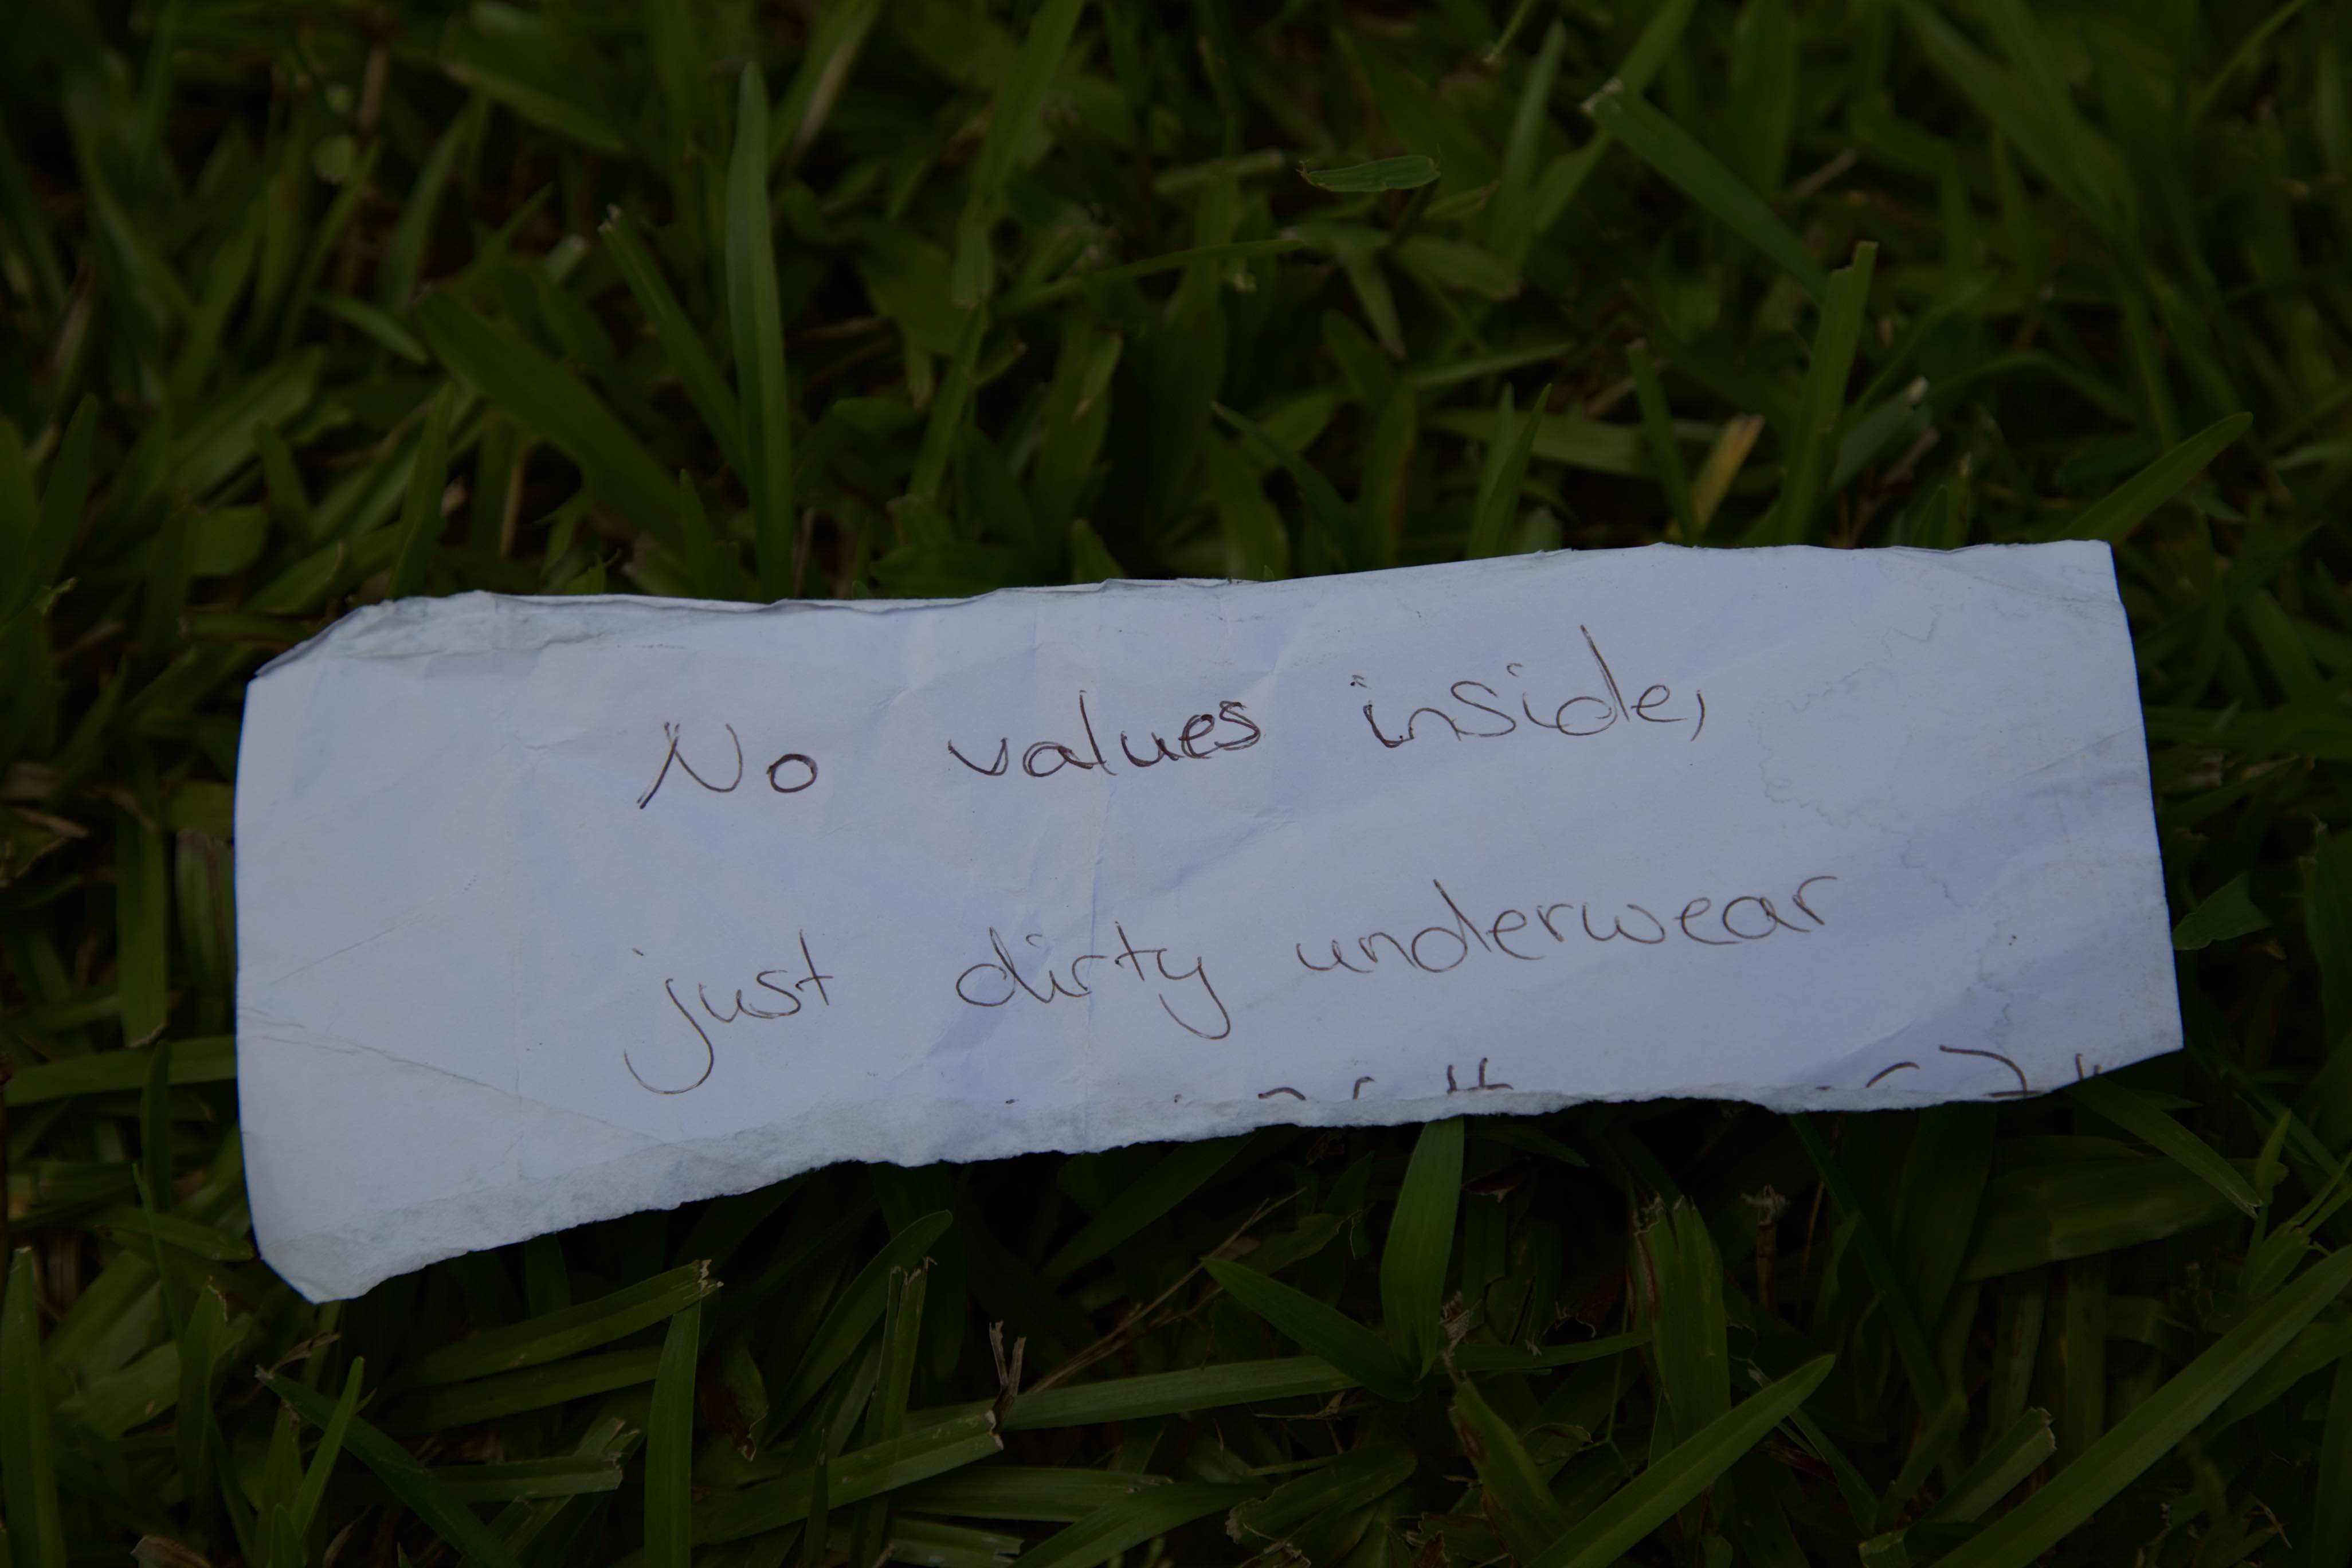 No values inside,
just dirty underwear